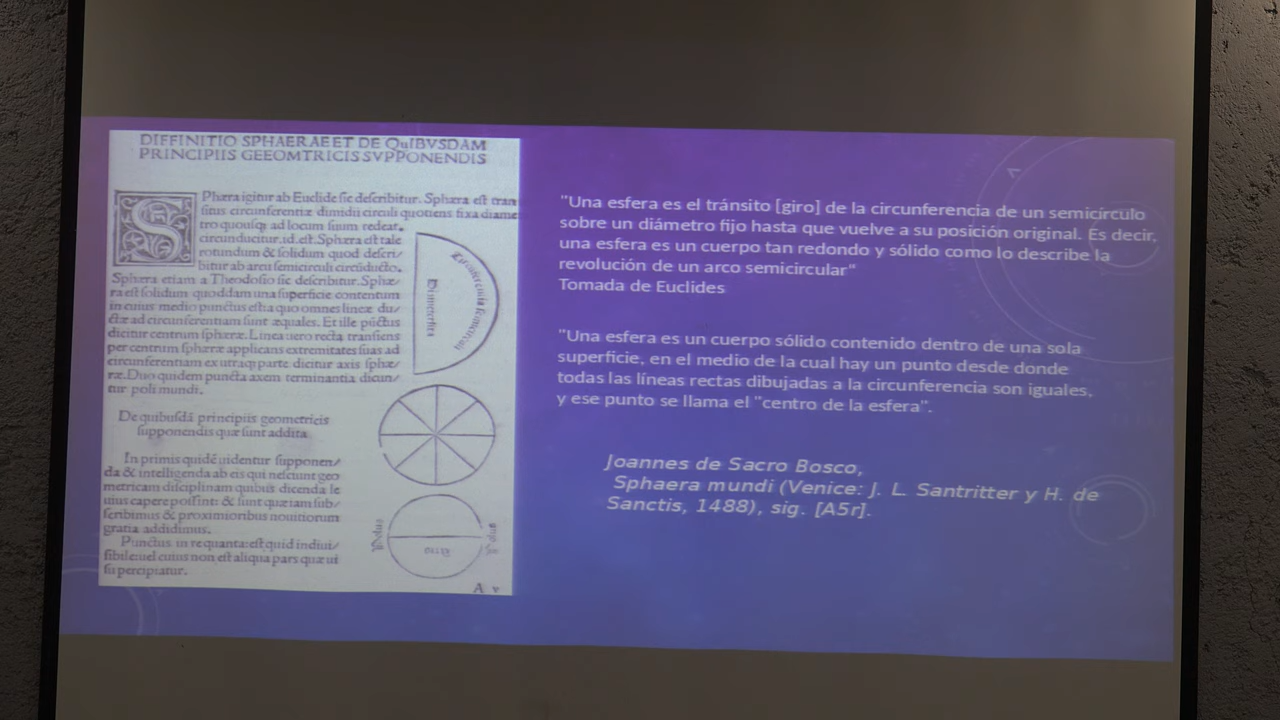 DIFFINITIO SPHAERAE ET DE QuIBVSDAM
PRINCIPIIS GEEOMTRICIS SVPPONENDIS
S
Phæra igitur ab Euclide sic describitur. Sphæra est tran
situs circunferentiæ dimidii circuli quotiens fixa diame
tro quousq; ad locum suum redeat.
circunducitur. id. est. Sphæra est tale
rotundum & solidum quod descri/
bitur ab arcu semicirculi circūducto.
Sphæra etiam a Theodosio sic describitur. Sphæ/
ra est solidum quoddam una superficie contentum
in cuius medio punctus est: a quo omnes lineæ du/
ctæ ad circunferentiam sunt æquales. Et ille pūctus
dicitur centrum sphæræ. Linea uero recta transiens
per centrum sphæræ applicans extremitates suas ad
circunferentiam ex utraq; parte dicitur axis sphæ/
ræ. Duo quidem puncta axem terminantia dicun/
tur poli mundi.
De quibusdā principiis geometricis
supponendis quæ sunt addita
In primis quidē uidentur supponen/
da & intelligenda ab eis qui nesciunt geo
metricam disciplinam quibus dicenda le
uius capere possint: & sunt quæ iam sub/
scribimus & proximioribus nouitiorum
gratia addidimus.
Punctus in re quanta: est quid indiui/
sibile: uel cuius non est aliqua pars quæ ui
su percipiatur.
Diameter
A v
"Una esfera es el tránsito [giro] de la circunferencia de un semicírculo
sobre un diámetro fijo hasta que vuelve a su posición original. Es decir,
una esfera es un cuerpo tan redondo y sólido como lo describe la
revolución de un arco semicircular"
Tomada de Euclides
"Una esfera es un cuerpo sólido contenido dentro de una sola
superficie, en el medio de la cual hay un punto desde donde
todas las líneas rectas dibujadas a la circunferencia son iguales,
y ese punto se llama el "centro de la esfera".
Joannes de Sacro Bosco,
Sphaera mundi (Venice: J. L. Santritter y H. de
Sanctis, 1488), sig. [A5r].